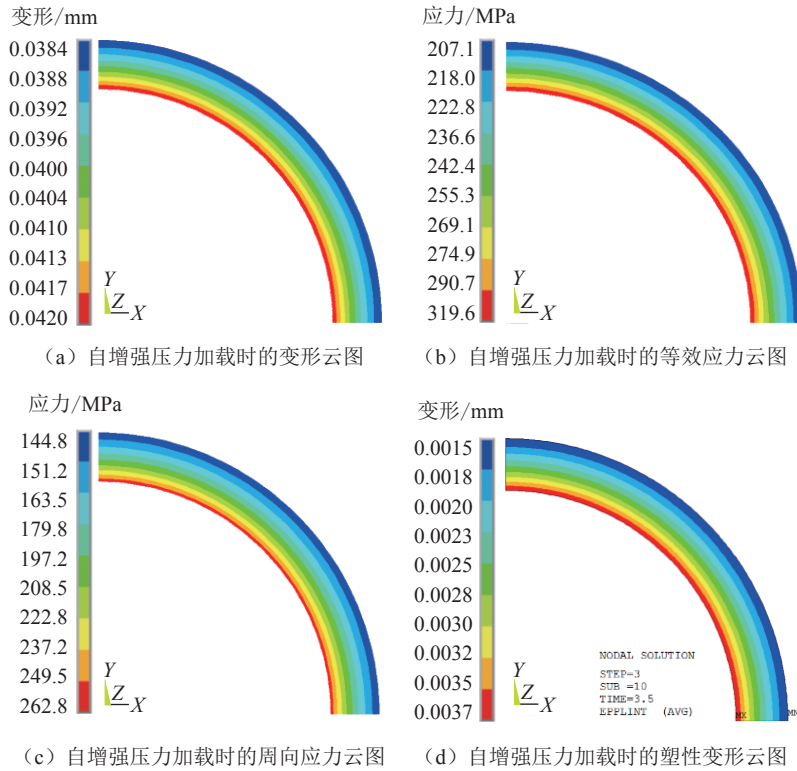 变形/mm
0.0384
0.0388
0.0392
0.0396
0.0400
0.0404
0.0410
0.0413
0.0417
0.0420
Y
Z X
(a)自增强压力加载时的变形云图
应力/MPa
207.1
218.0
222.8
236.6
242.4
255.3
269.1
274.9
290.7
319.6
Y
Z X
(b)自增强压力加载时的等效应力云图
应力/MPa
144.8
151.2
163.5
179.8
197.2
208.5
222.8
237.2
249.5
262.8
Y
Z X
(c)自增强压力加载时的周向应力云图
变形/mm
0.0015
0.0018
0.0020
0.0023
0.0025
0.0028
0.0030
0.0032
0.0035
0.0037
Y
Z X
NODAL SOLUTION
STEP=3
SUB =10
TIME=3.5
EPPLINT (AVG)
MX MN
(d)自增强压力加载时的塑性变形云图